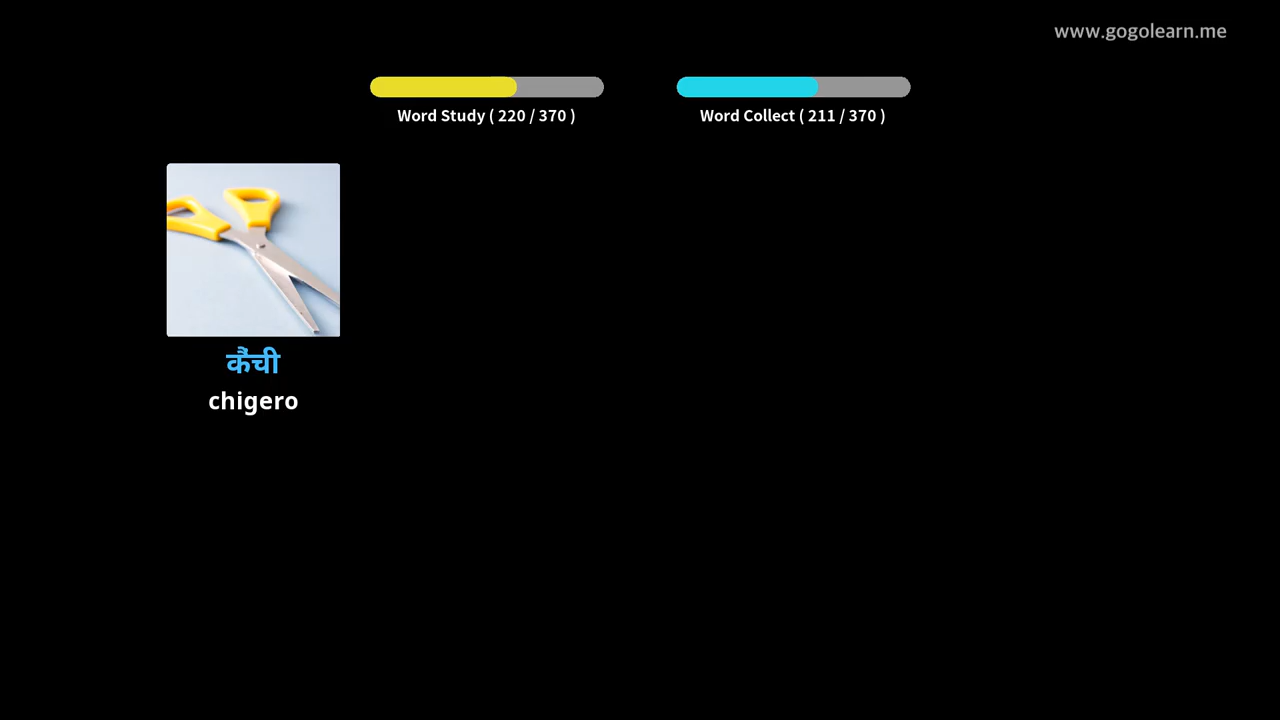 www.gogolearn.me
Word Study ( 220 / 370 )
Word Collect ( 211 / 370 )
कैंची
chigero